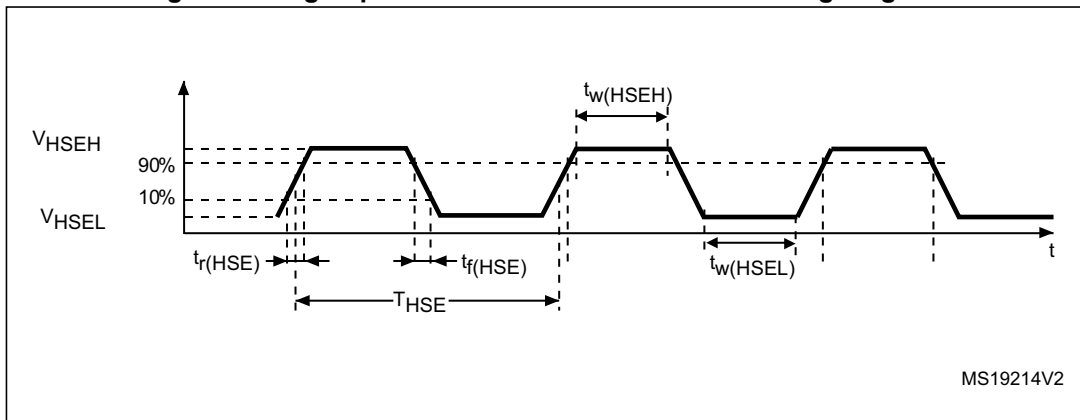 tw(HSEH)
VHSEH
90%
10%
VHSEL
tr(HSE)
tf(HSE)
tw(HSEL)
t
THSE
MS19214V2